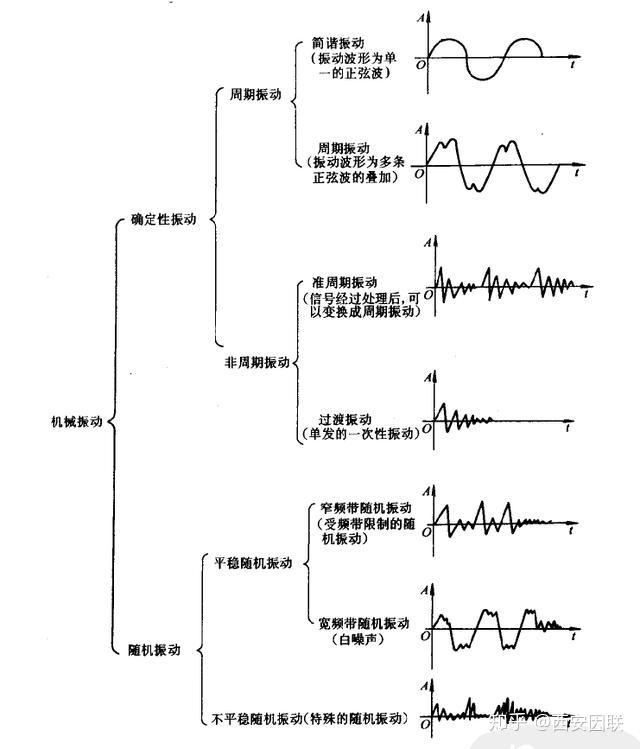 简谐振动
(振动波形为单
一的正弦波)
A
O
t
周期振动
周期振动
(振动波形为多条
正弦波的叠加)
A
O
t
确定性振动
准周期振动
(信号经过处理后,可
以变换成周期振动)
A
O
t
非周期振动
过渡振动
(单发的一次性振动)
A
O
t
机械振动
窄频带随机振动
(受频带限制的随
机振动)
A
O
t
平稳随机振动
宽频带随机振动
(白噪声)
A
O
t
随机振动
不平稳随机振动(特殊的随机振动)
A
O
t
知乎 @西安因联